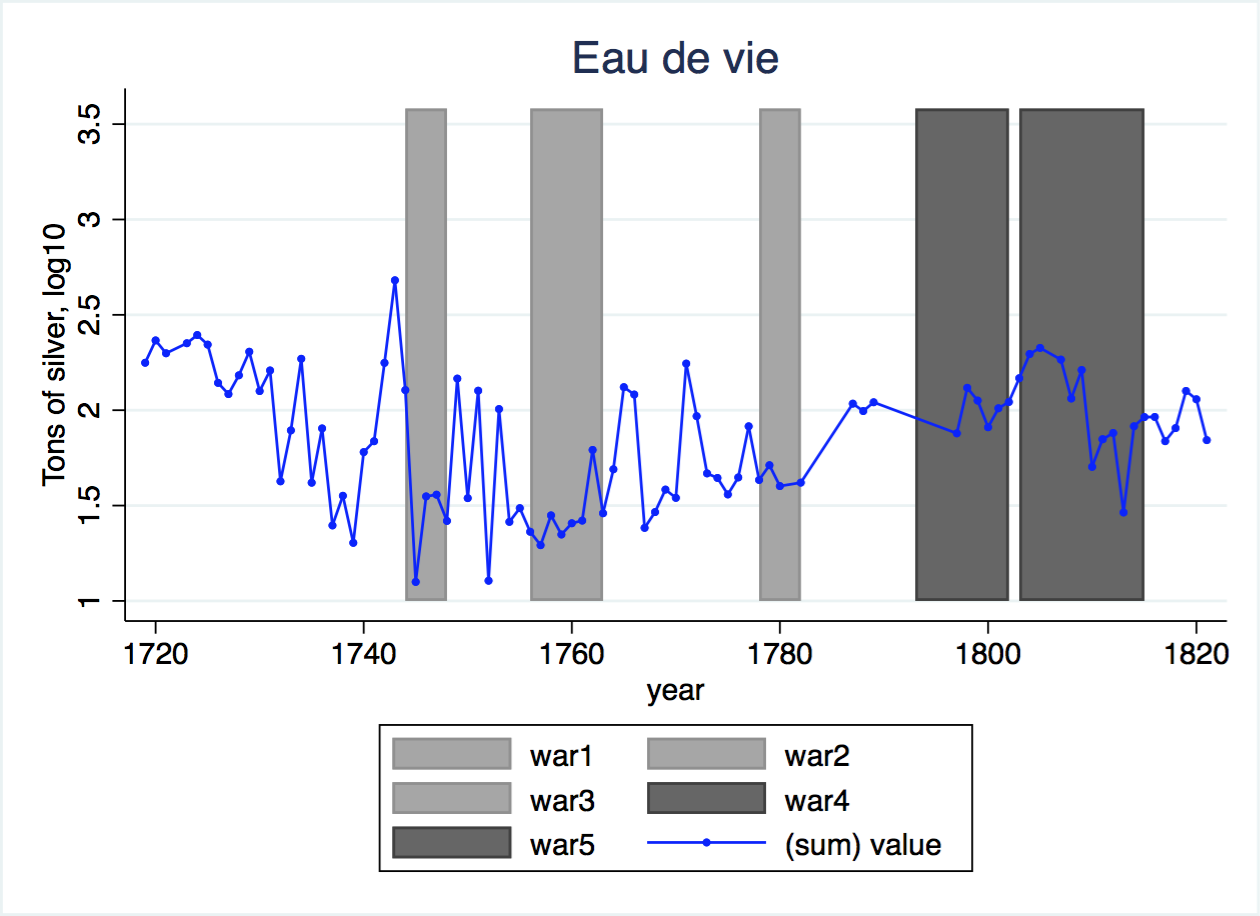 Eau de vie
Tons of silver, log10
3.5
3
2.5
2
1.5
1
1720 1740 1760 1780 1800 1820
year
war1 war2
war3 war4
war5 (sum) value